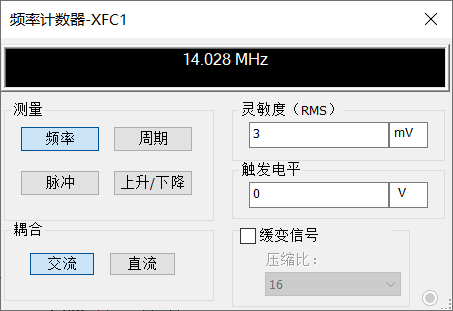 频率计数器-XFC1
14.028 MHz
测量
频率
周期
脉冲
上升/下降
耦合
交流
直流
灵敏度（RMS）
3
mV
触发电平
0
V
缓变信号
压缩比：
16